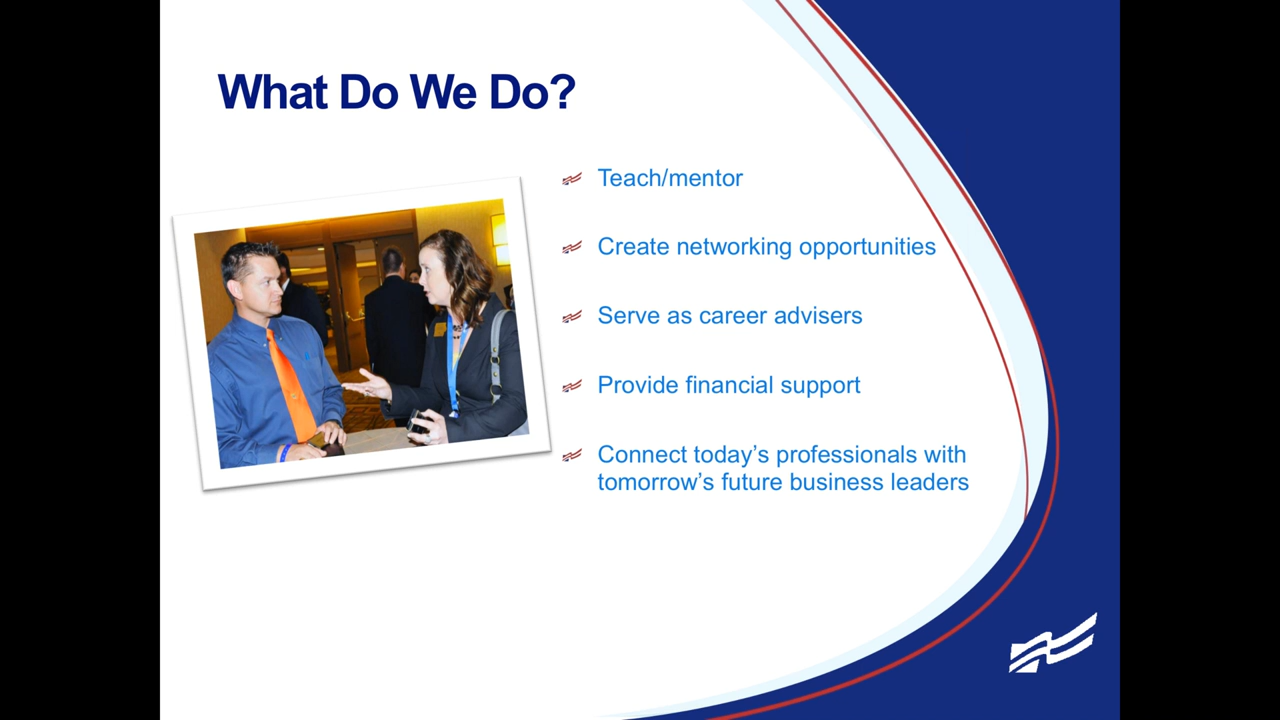 What Do We Do?
Teach/mentor
Create networking opportunities
Serve as career advisers
Provide financial support
Connect today’s professionals with
tomorrow’s future business leaders